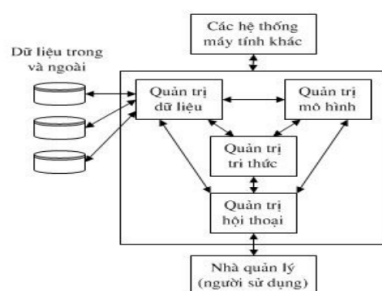 Các hệ thống
máy tính khác
Dữ liệu trong
và ngoài
Quản trị
dữ liệu
Quản trị
mô hình
Quản trị
tri thức
Quản trị
hội thoại
Nhà quản lý
(người sử dụng)